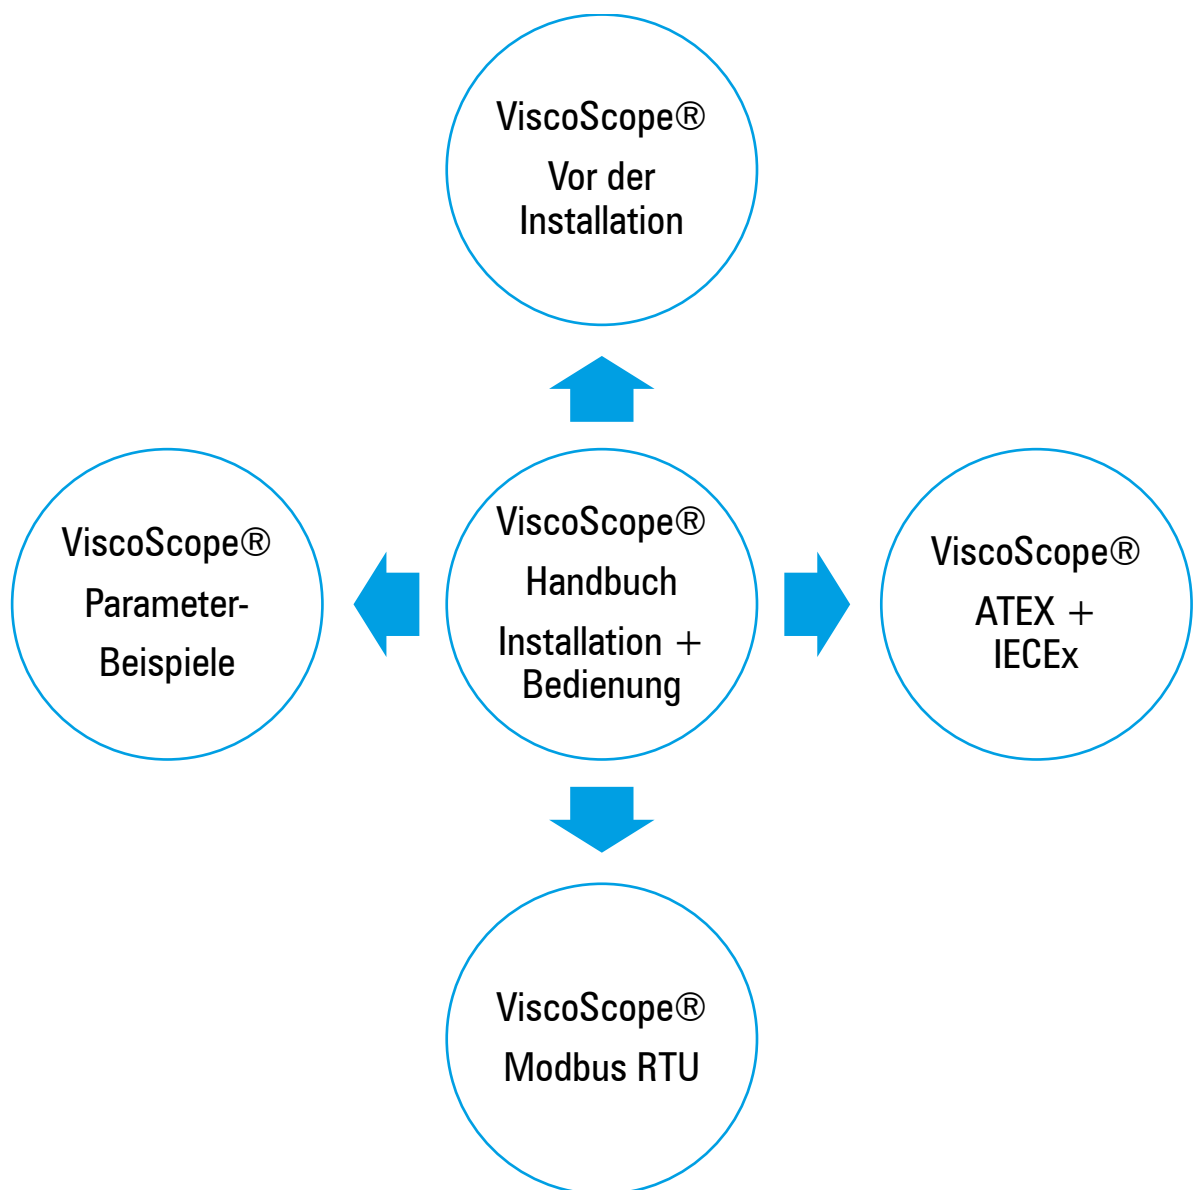 ViscoScope®
Vor der
Installation
ViscoScope®
Parameter-
Beispiele
ViscoScope®
Handbuch
Installation +
Bedienung
ViscoScope®
ATEX +
IECEx
ViscoScope®
Modbus RTU